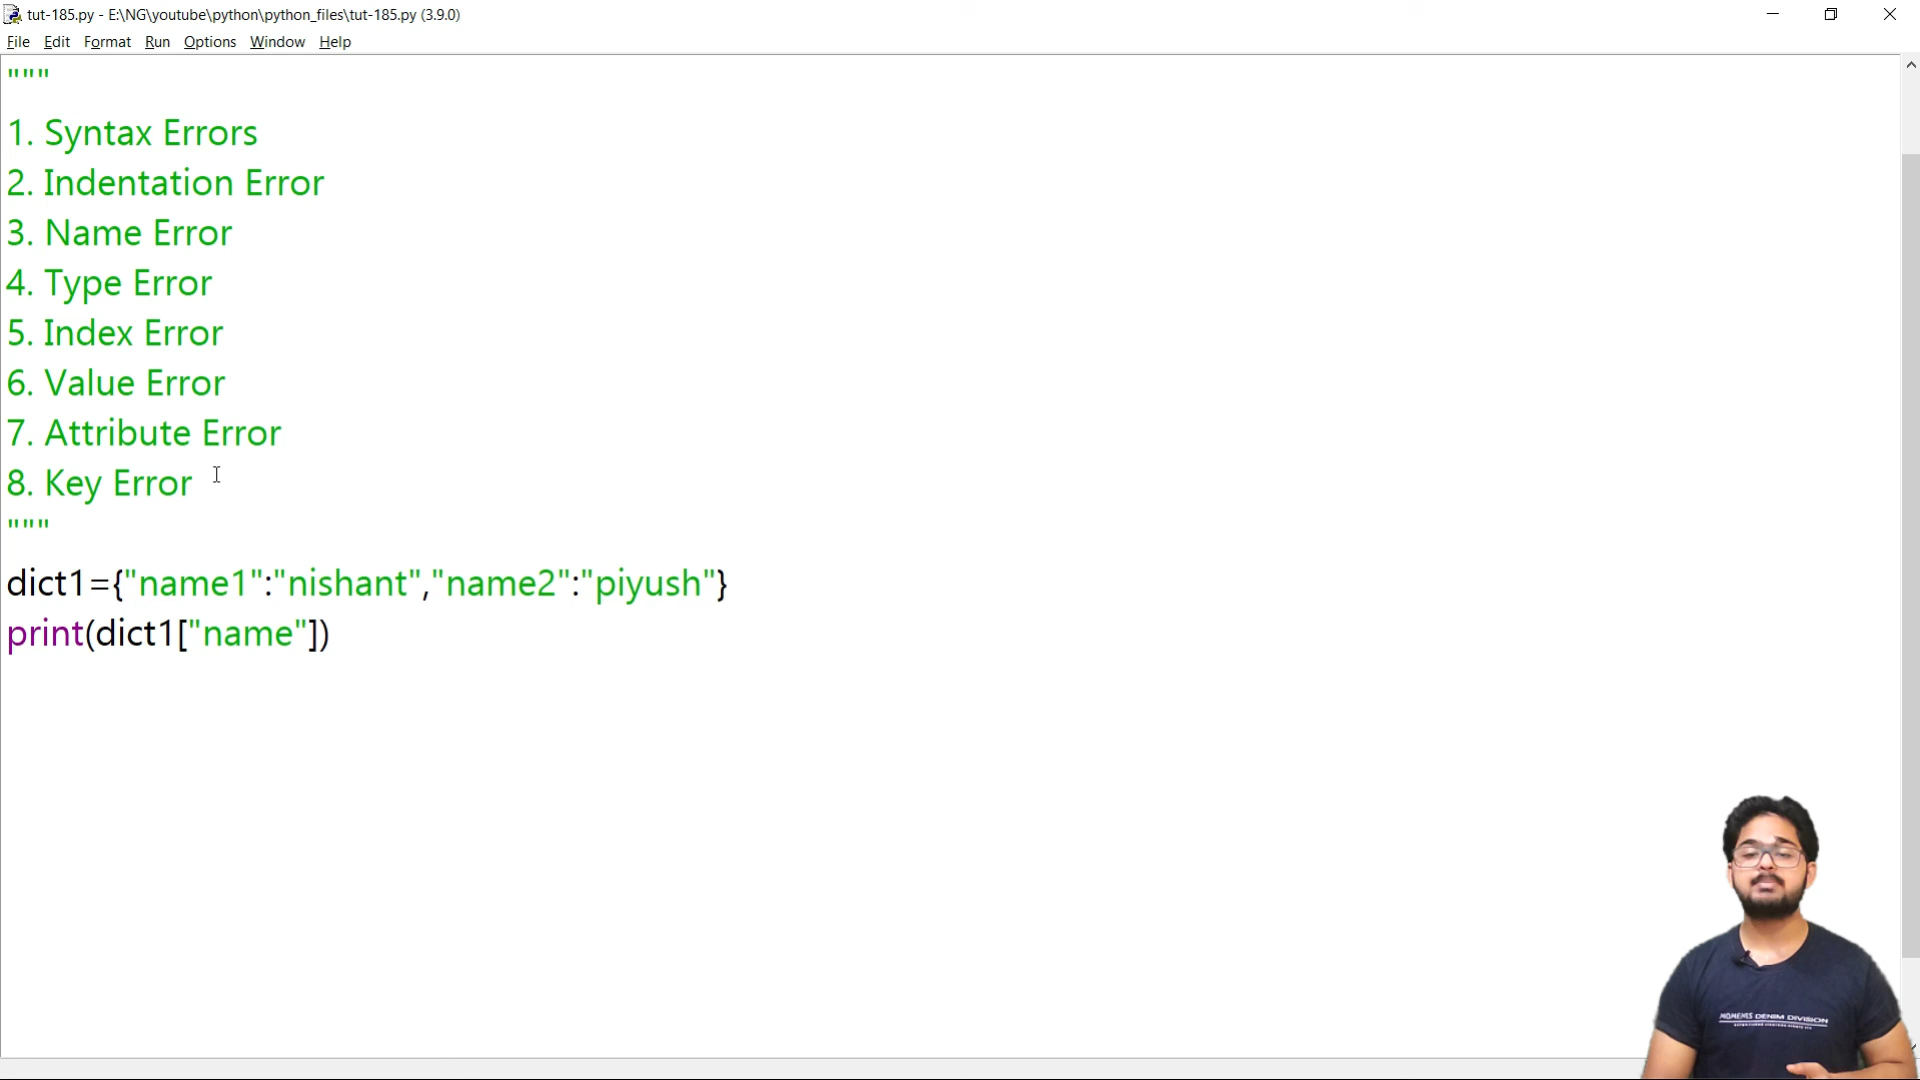 tut-185.py - E:\NG\youtube\python\python_files\tut-185.py (3.9.0)
File Edit Format Run Options Window Help
"""
1. Syntax Errors
2. Indentation Error
3. Name Error
4. Type Error
5. Index Error
6. Value Error
7. Attribute Error
8. Key Error
"""
dict1={"name1":"nishant","name2":"piyush"}
print(dict1["name"])
DENIM DIVISION